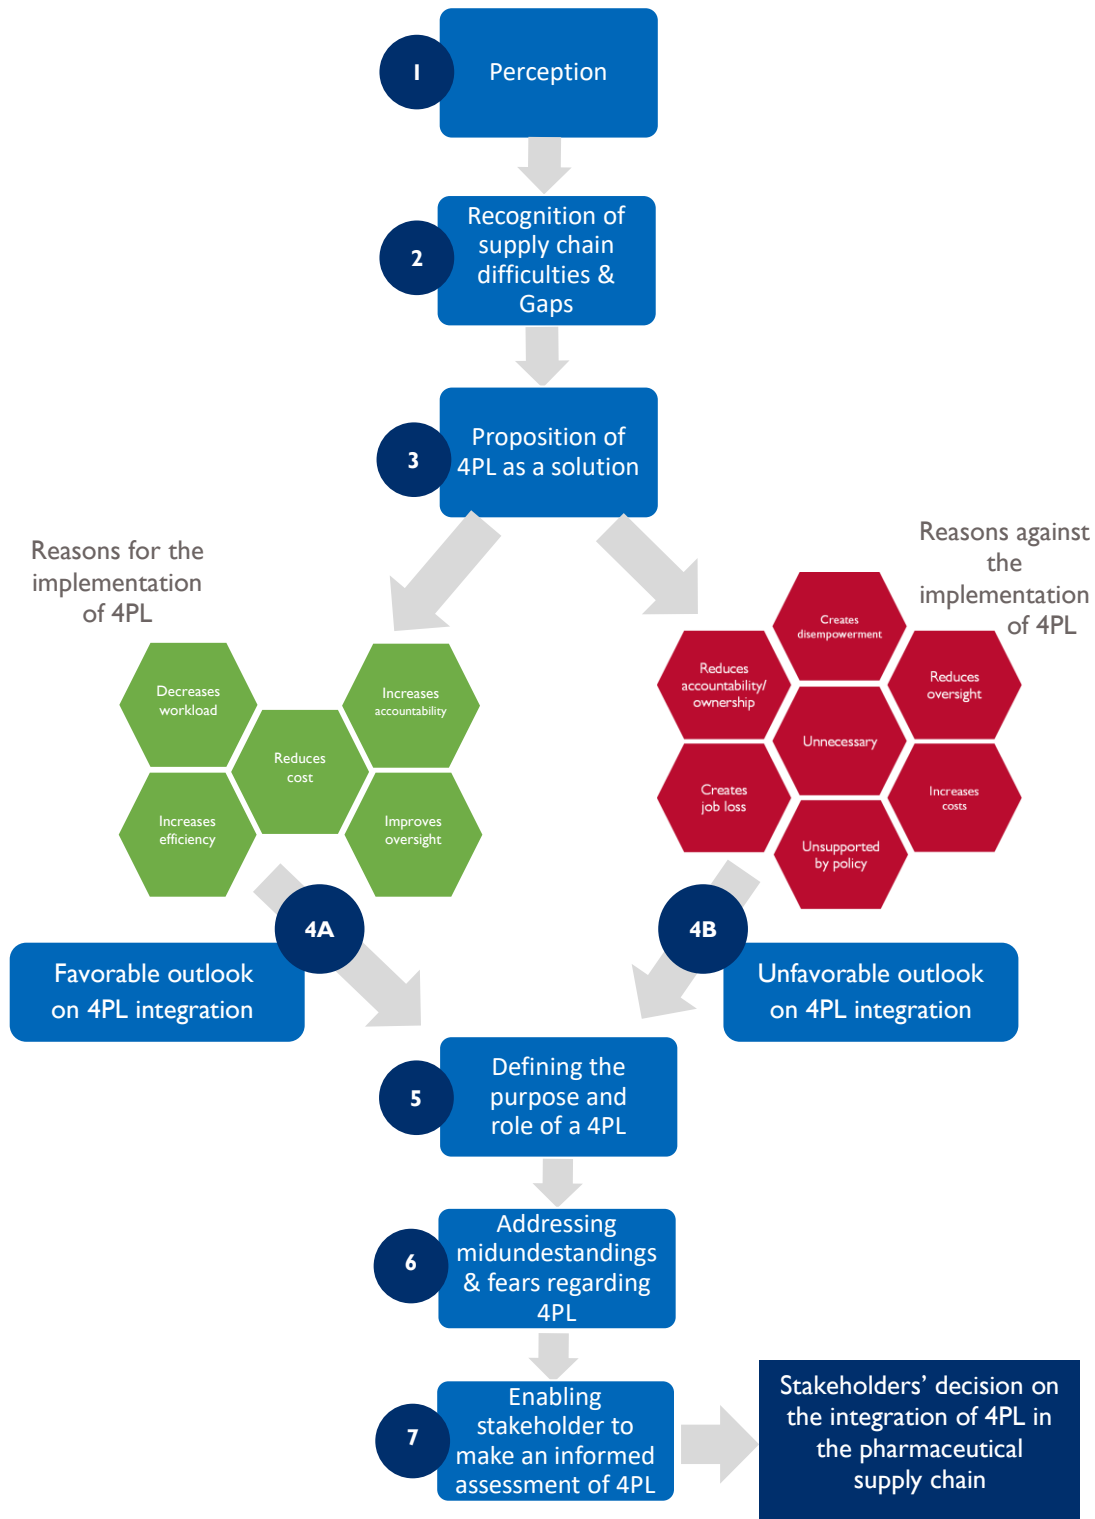 1
Perception
2
Recognition of
supply chain
difficulties &
Gaps
3
Proposition of
4PL as a solution
Reasons for the
implementation
of 4PL
Decreases
workload
Increases
accountability
Reduces
cost
Increases
efficiency
Improves
oversight
Reasons against
the
implementation
of 4PL
Creates
disempowerment
Reduces
accountability/
ownership
Reduces
oversight
Unnecessary
Creates
job loss
Increases
costs
Unsupported
by policy
4A
Favorable outlook
on 4PL integration
4B
Unfavorable outlook
on 4PL integration
5
Defining the
purpose and
role of a 4PL
6
Addressing
midundestandings
& fears regarding
4PL
7
Enabling
stakeholder to
make an informed
assessment of 4PL
Stakeholders’ decision on
the integration of 4PL in
the pharmaceutical
supply chain